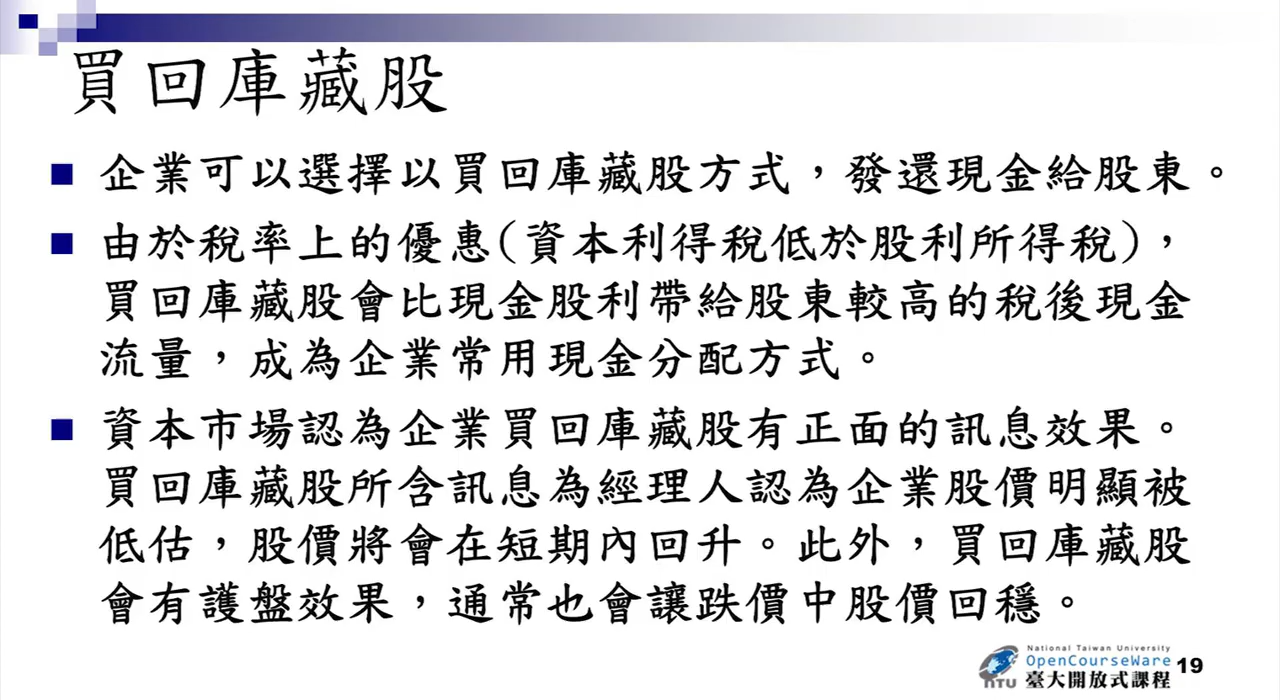 買回庫藏股
■ 企業可以選擇以買回庫藏股方式，發還現金給股東。
■ 由於稅率上的優惠(資本利得稅低於股利所得稅)，
買回庫藏股會比現金股利帶給股東較高的稅後現金
流量，成為企業常用現金分配方式。
■ 資本市場認為企業買回庫藏股有正面的訊息效果。
買回庫藏股所含訊息為經理人認為企業股價明顯被
低估，股價將會在短期內回升。此外，買回庫藏股
會有護盤效果，通常也會讓跌價中股價回穩。
National Taiwan University
OpenCourseWare
臺大開放式課程
NTU
19